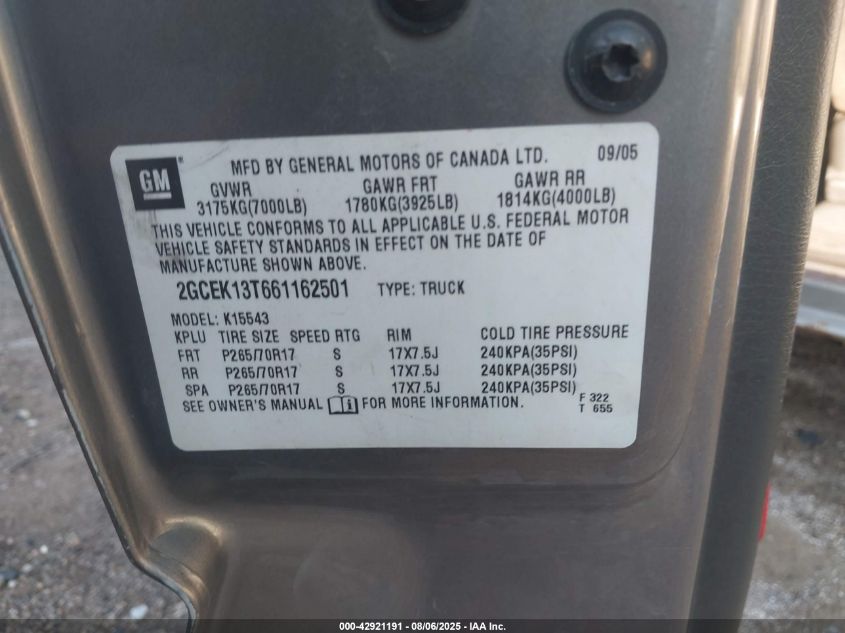 GM
MFD BY GENERAL MOTORS OF CANADA LTD. 09/05
GVWR GAWR FRT GAWR RR
3175KG(7000LB) 1780KG(3925LB) 1814KG(4000LB)
THIS VEHICLE CONFORMS TO ALL APPLICABLE U.S. FEDERAL MOTOR
VEHICLE SAFETY STANDARDS IN EFFECT ON THE DATE OF
MANUFACTURE SHOWN ABOVE.
2GCEK13T661162501 TYPE: TRUCK
MODEL: K15543
KPLU TIRE SIZE SPEED RTG RIM COLD TIRE PRESSURE
FRT P265/70R17 S 17X7.5J 240KPA(35PSI)
RR P265/70R17 S 17X7.5J 240KPA(35PSI)
SPA P265/70R17 S 17X7.5J 240KPA(35PSI)
SEE OWNER'S MANUAL FOR MORE INFORMATION. F 322
T 655
000-42921191 - 08/06/2025 - IAA Inc.